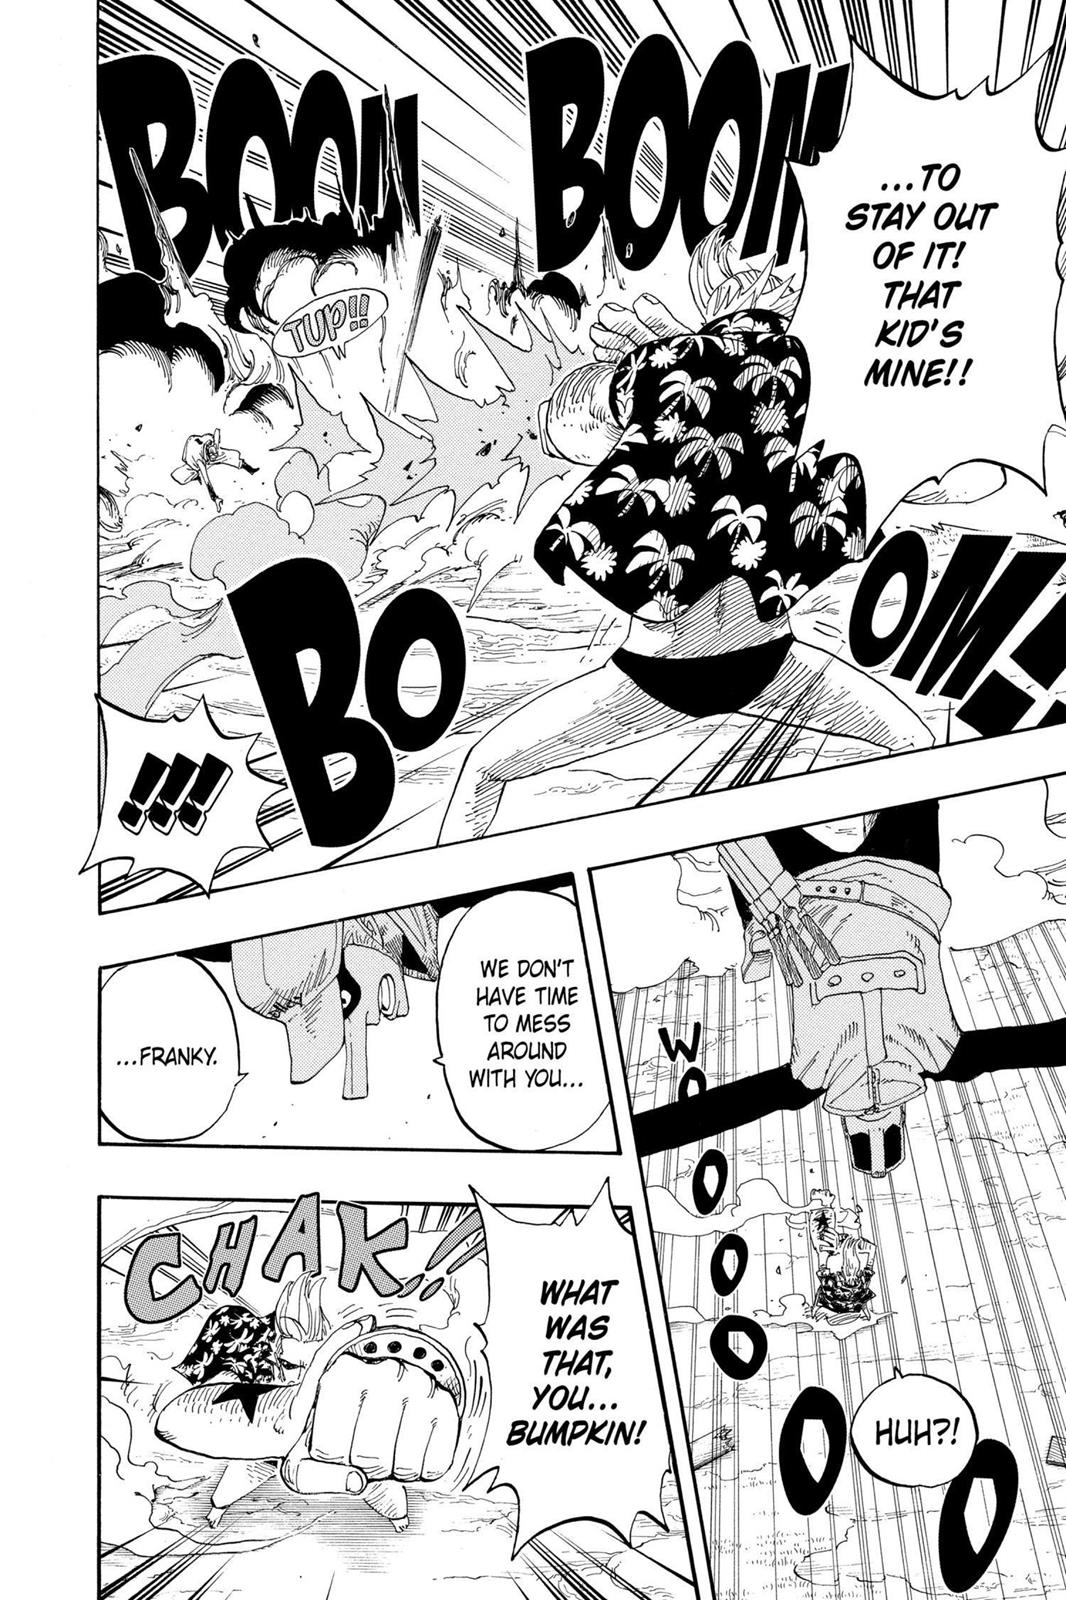 BOOM
BOOM
...TO
STAY OUT
OF IT!
THAT
KID'S
MINE!!
TUP!!
BO
OM!!
!!!!
WE DON'T
HAVE TIME
TO MESS
AROUND
WITH YOU...
...FRANKY.
WOOOOOO
HUH?!
CHAK!!
WHAT
WAS
THAT,
YOU...
BUMPKIN!